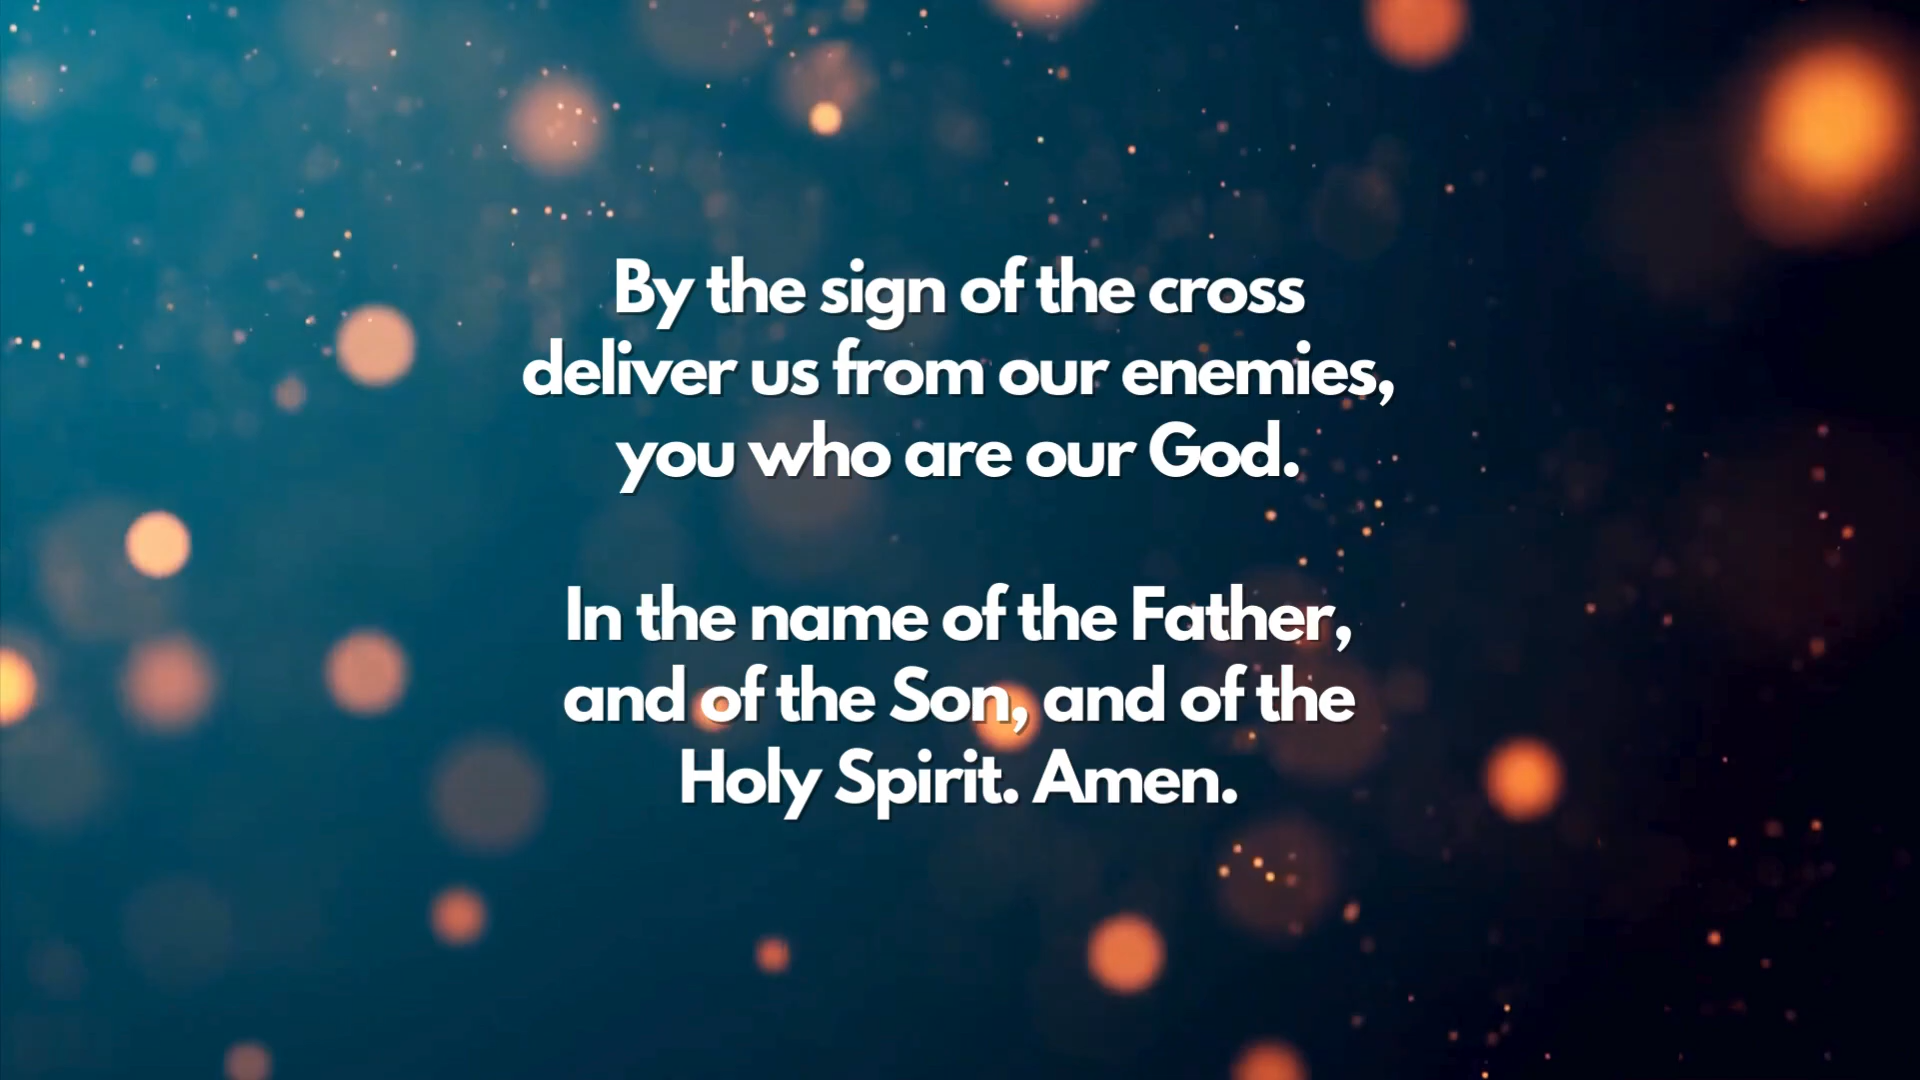 By the sign of the cross
deliver us from our enemies,
you who are our God.
In the name of the Father,
and of the Son, and of the
Holy Spirit. Amen.